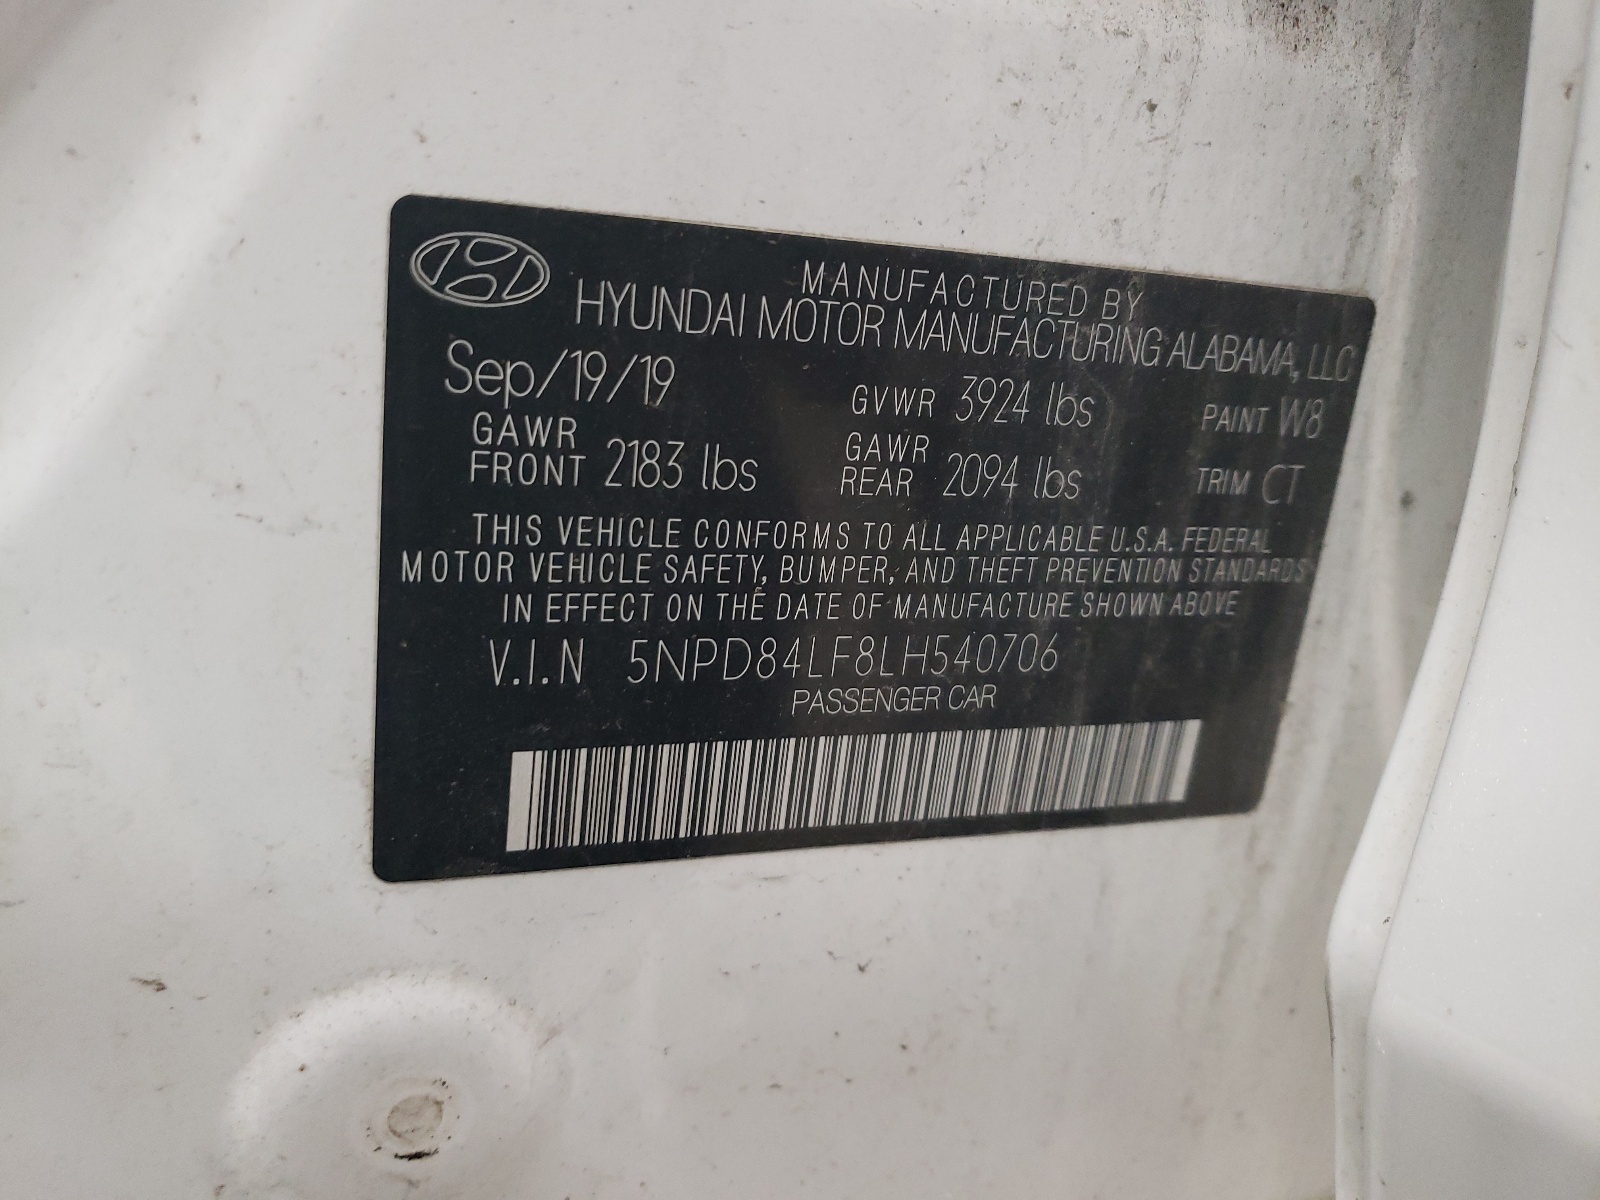 MANUFACTURED BY
HYUNDAI MOTOR MANUFACTURING ALABAMA, LLC
Sep/19/19 GVWR 3924 lbs PAINT W8
GAWR FRONT 2183 lbs GAWR REAR 2094 lbs TRIM CT
THIS VEHICLE CONFORMS TO ALL APPLICABLE U.S.A. FEDERAL
MOTOR VEHICLE SAFETY, BUMPER, AND THEFT PREVENTION STANDARDS
IN EFFECT ON THE DATE OF MANUFACTURE SHOWN ABOVE
V.I.N 5NPD84LF8LH540706
PASSENGER CAR